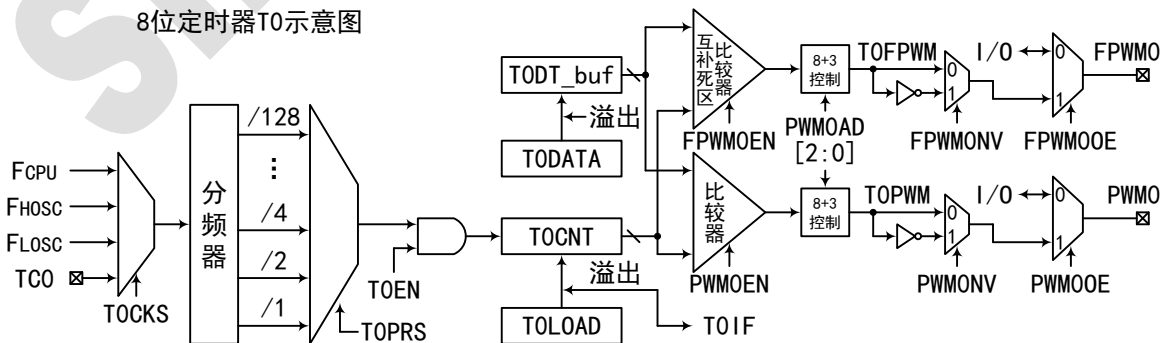 8位定时器T0示意图
FCPU
FHOSC
FLOSC
TC0
T0CKS
分频器
/128
⋮
/4
/2
/1
T0PRS
T0EN
T0DT_buf
溢出
T0DATA
T0CNT
溢出
T0LOAD
T0IF
互补死区
比较器
FPWM0EN
8+3
控制
PWM0AD
[2:0]
T0FPWM
0
1
FPWM0NV
I/O
0
1
FPWM0OE
FPWM0
比较器
PWM0EN
8+3
控制
T0PWM
0
1
PWM0NV
I/O
0
1
PWM0OE
PWM0